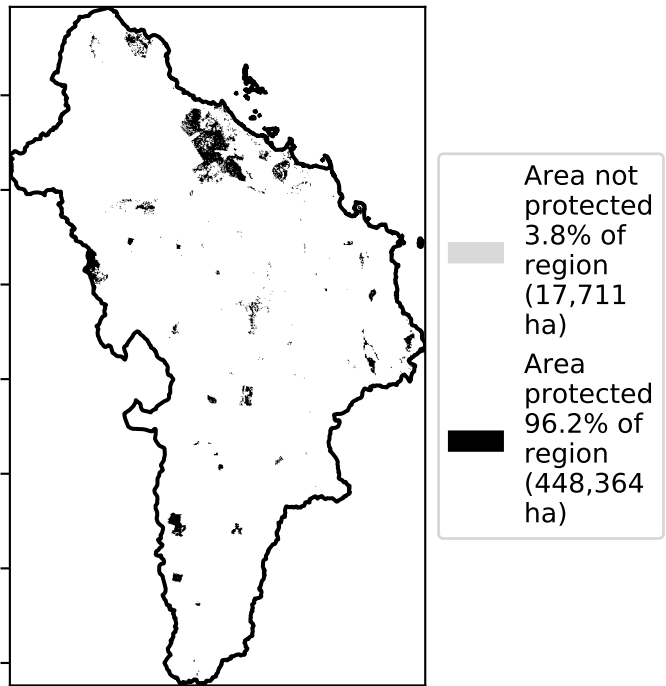 Area not
protected
3.8% of
region
(17,711
ha)
Area
protected
96.2% of
region
(448,364
ha)